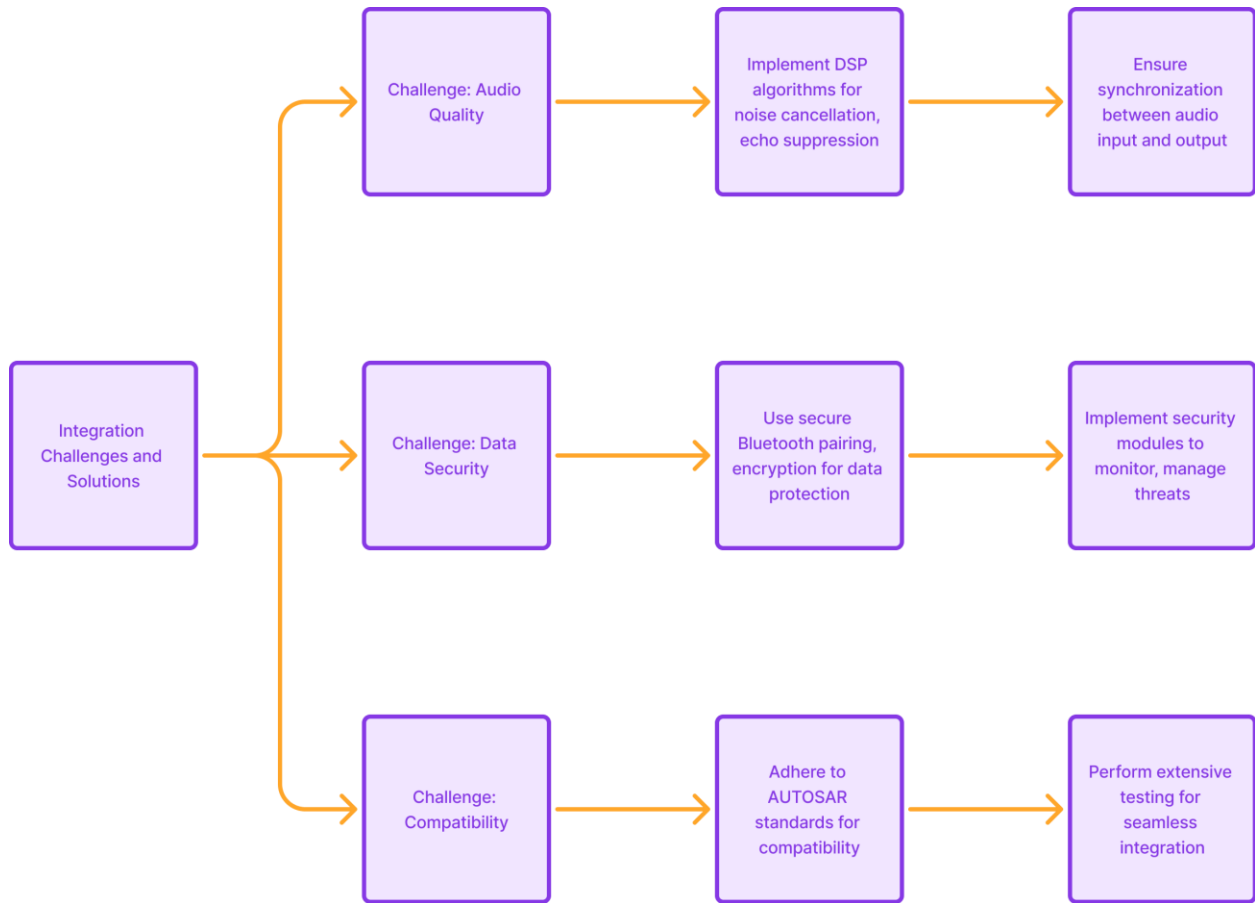 Challenge: Audio
Quality
Implement DSP
algorithms for
noise cancellation,
echo suppression
Ensure
synchronization
between audio
input and output
Integration
Challenges and
Solutions
Challenge: Data
Security
Use secure
Bluetooth pairing,
encryption for data
protection
Implement security
modules to
monitor, manage
threats
Challenge:
Compatibility
Adhere to
AUTOSAR
standards for
compatibility
Perform extensive
testing for
seamless
integration